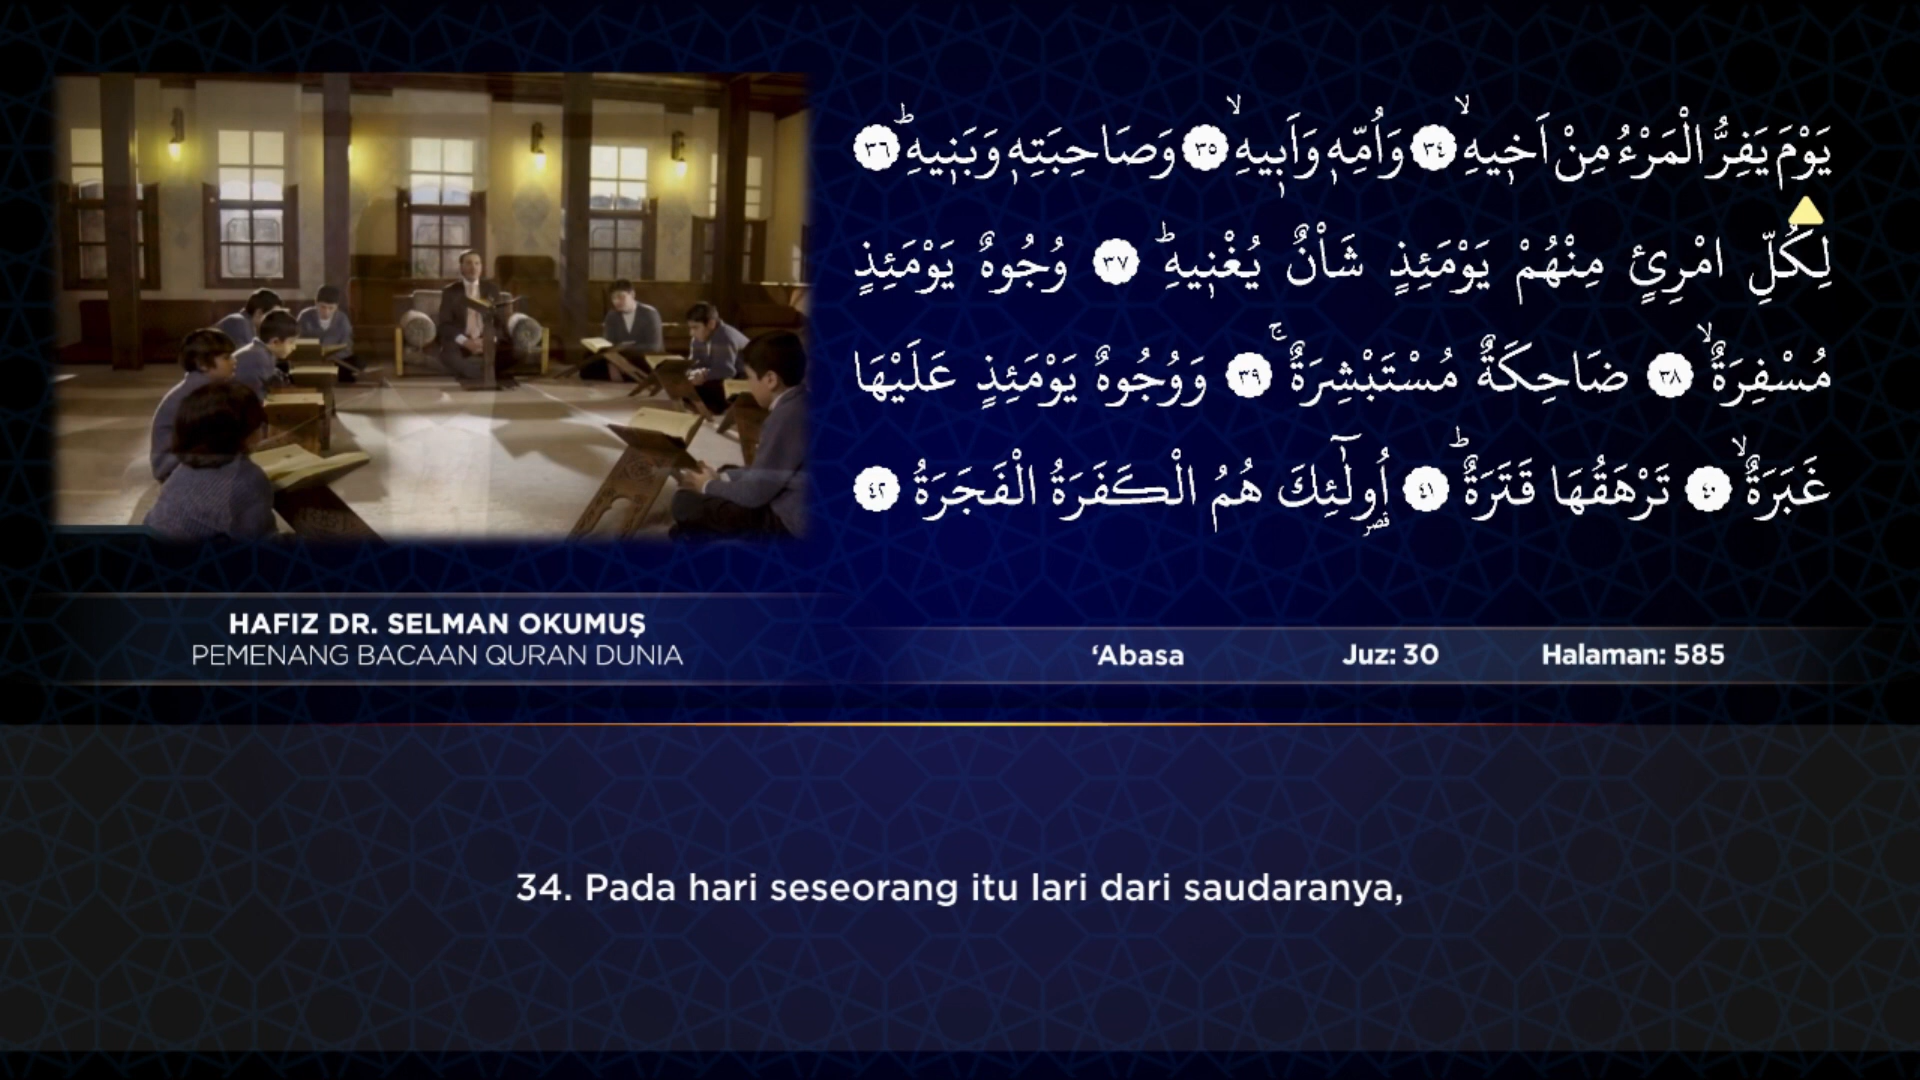 يَوْمَ يَفِرُّ الْمَرْءُ مِنْ اَخ۪يهِۙ ﴿٣٤﴾ وَاُمِّه۪ وَاَب۪يهِۙ ﴿٣٥﴾ وَصَاحِبَتِه۪ وَبَن۪يهِۜ ﴿٣٦﴾
لِكُلِّ امْرِئٍ مِنْهُمْ يَوْمَئِذٍ شَاْنٌ يُغْن۪يهِۜ ﴿٣٧﴾ وُجُوهٌ يَوْمَئِذٍ
مُسْفِرَةٌۙ ﴿٣٨﴾ ضَاحِكَةٌ مُسْتَبْشِرَةٌۚ ﴿٣٩﴾ وَوُجُوهٌ يَوْمَئِذٍ عَلَيْهَا
غَبَرَةٌۙ ﴿٤٠﴾ تَرْهَقُهَا قَتَرَةٌۜ ﴿٤١﴾ اُو۬لٰٓئِكَ هُمُ الْكَفَرَةُ الْفَجَرَةُ ﴿٤٢﴾
قصر
HAFIZ DR. SELMAN OKUMUŞ
PEMENANG BACAAN QURAN DUNIA
‘Abasa Juz: 30 Halaman: 585
34. Pada hari seseorang itu lari dari saudaranya,